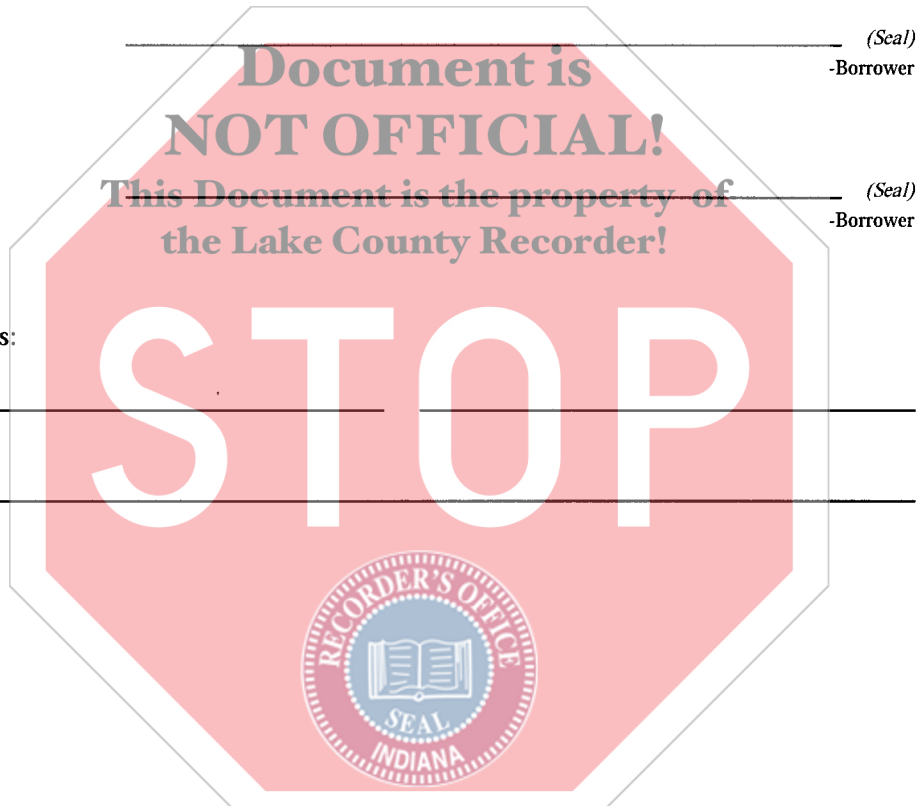 (Seal)
-Borrower
Document is
NOT OFFICIAL!
This Document is the property of
the Lake County Recorder!
(Seal)
-Borrower
s:
STOP
RECORDER'S OFFICE
SEAL
INDIANA